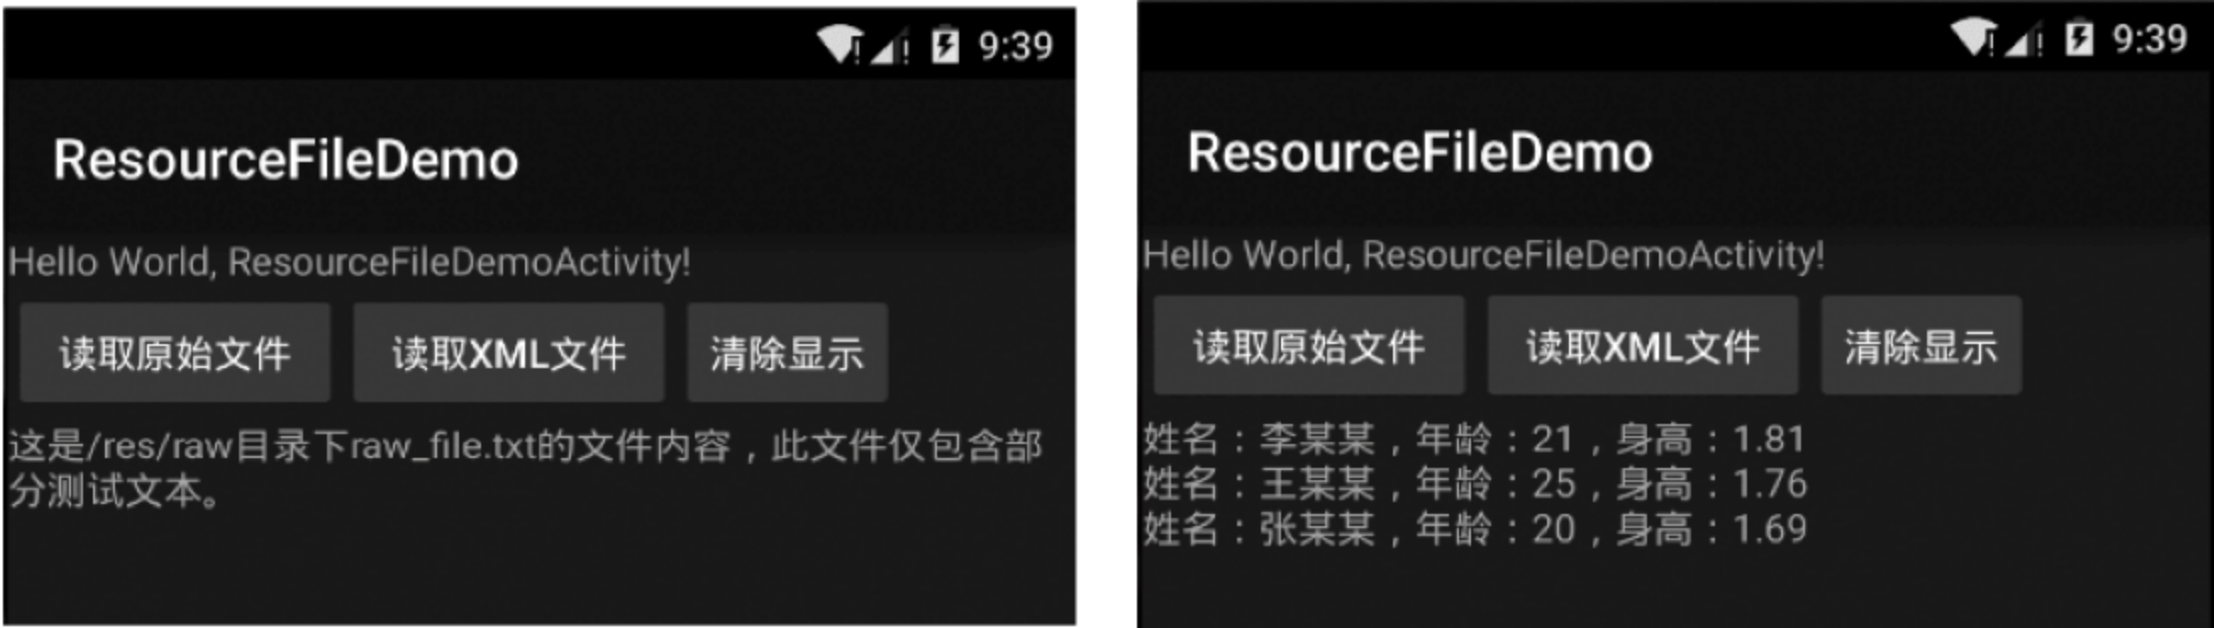 9:39
ResourceFileDemo
Hello World, ResourceFileDemoActivity!
读取原始文件 读取XML文件 清除显示
这是/res/raw目录下raw_file.txt的文件内容，此文件仅包含部
分测试文本。
9:39
ResourceFileDemo
Hello World, ResourceFileDemoActivity!
读取原始文件 读取XML文件 清除显示
姓名：李某某，年龄：21，身高：1.81
姓名：王某某，年龄：25，身高：1.76
姓名：张某某，年龄：20，身高：1.69